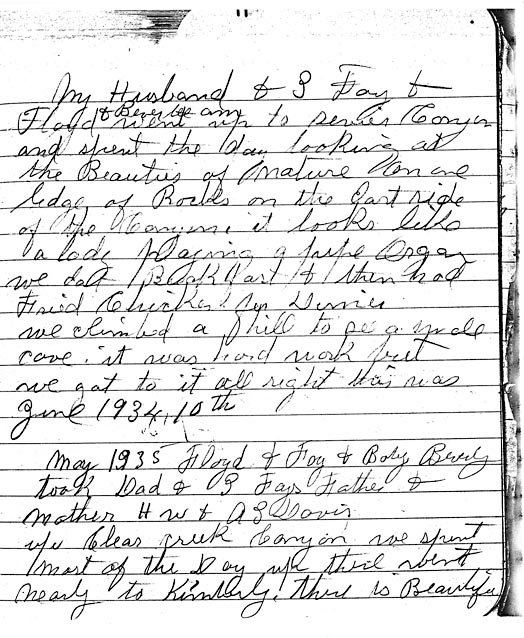 My Husband & I Fay &
Floyd & Beverly ann went up to sevier Canyon
and spent the Day looking at
the Beauties of Nature on one
ledge of Rocks on the East side
of the Canyon, it looks like
a lady playing a pipe Organ
we & then had
Fried Chicken for Dinner
we climbed a hill to se a
cave. it was hard work but
we got to it all right this was
June 1934, 10th
May 1935 Floyd & Fay & Baby Beverly
took Dad & I Fays Father &
Mother H W & A S Davis
up Clear creek Canyon we spent
most of the Day up there went
nearly to Kimberly, there is Beautiful